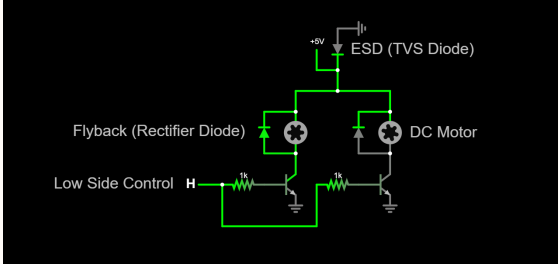 +5V
ESD (TVS Diode)
Flyback (Rectifier Diode)
DC Motor
1k
1k
Low Side Control H